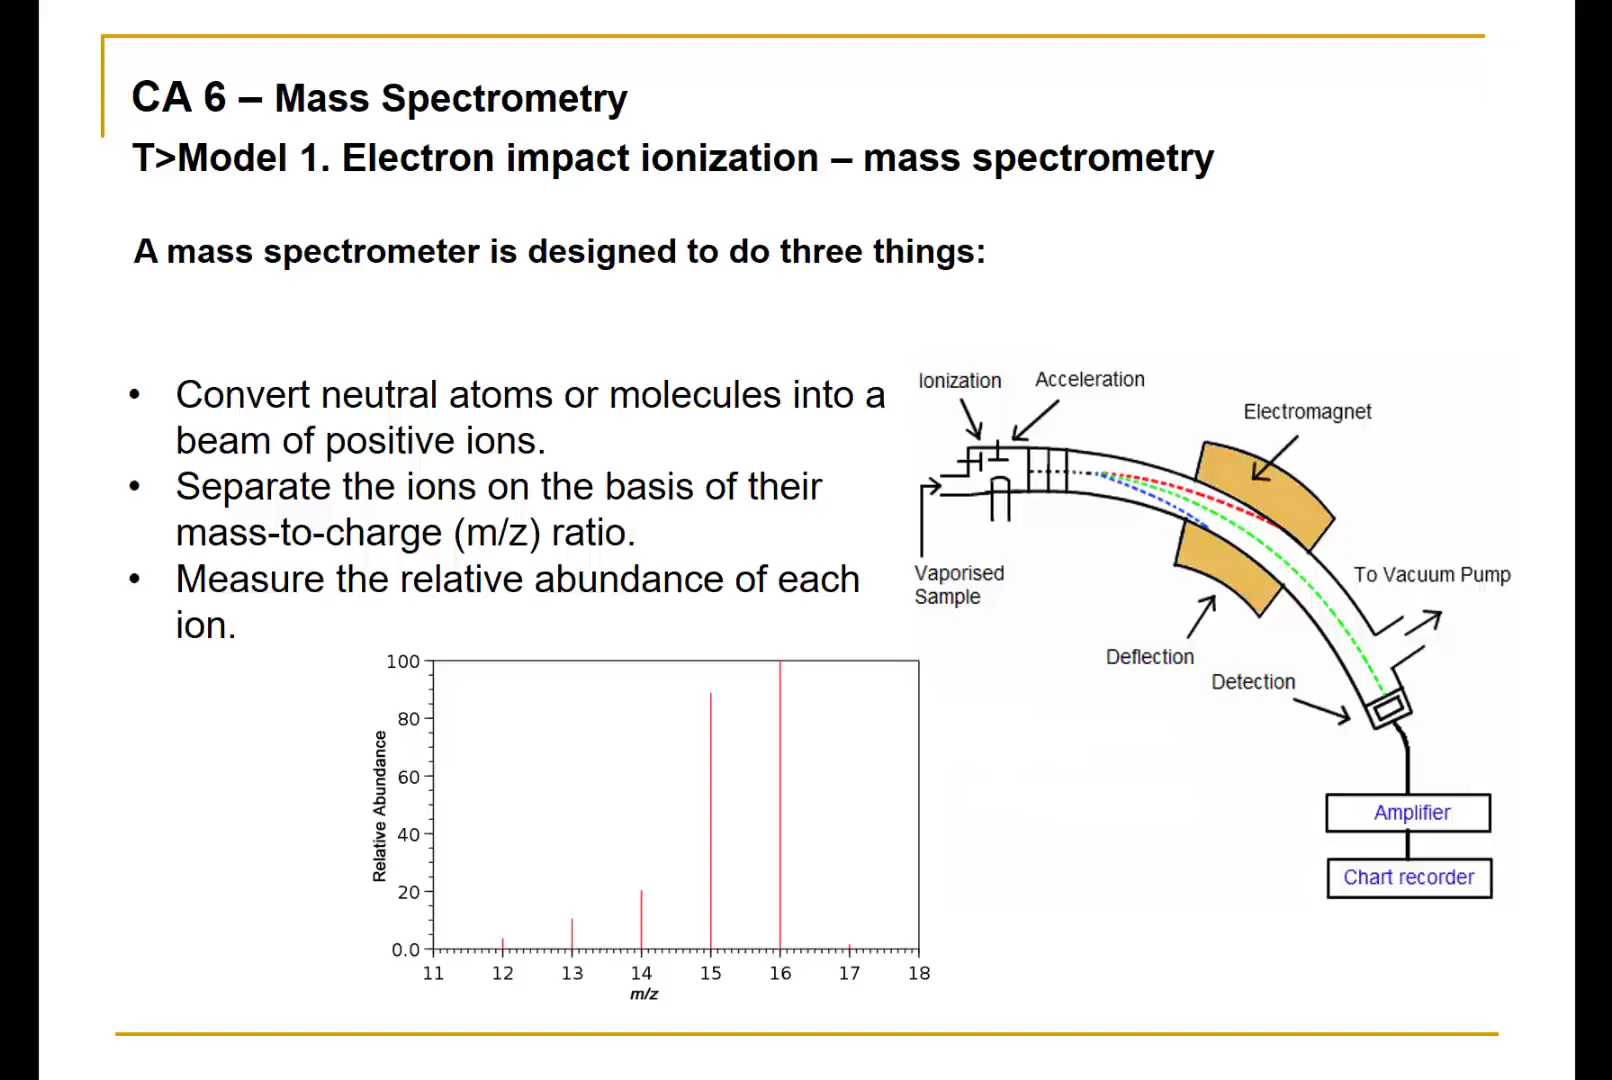 CA 6 – Mass Spectrometry
T>Model 1. Electron impact ionization – mass spectrometry
A mass spectrometer is designed to do three things:
• Convert neutral atoms or molecules into a
beam of positive ions.
• Separate the ions on the basis of their
mass-to-charge (m/z) ratio.
• Measure the relative abundance of each
ion.
Ionization
Acceleration
Electromagnet
Vaporised
Sample
To Vacuum Pump
Deflection
Detection
Amplifier
Chart recorder
Relative Abundance
100
80
60
40
20
0.0
11 12 13 14 15 16 17 18
m/z